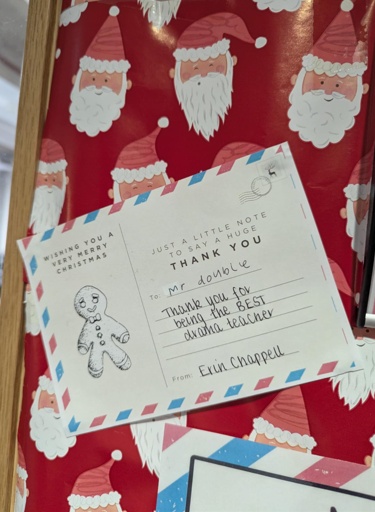 WISHING YOU A
VERY MERRY
CHRISTMAS
JUST A LITTLE NOTE
TO SAY A HUGE
THANK YOU
To: mr doublie
Thank you for
being the BEST
drama teacher
From: Erin Chappell